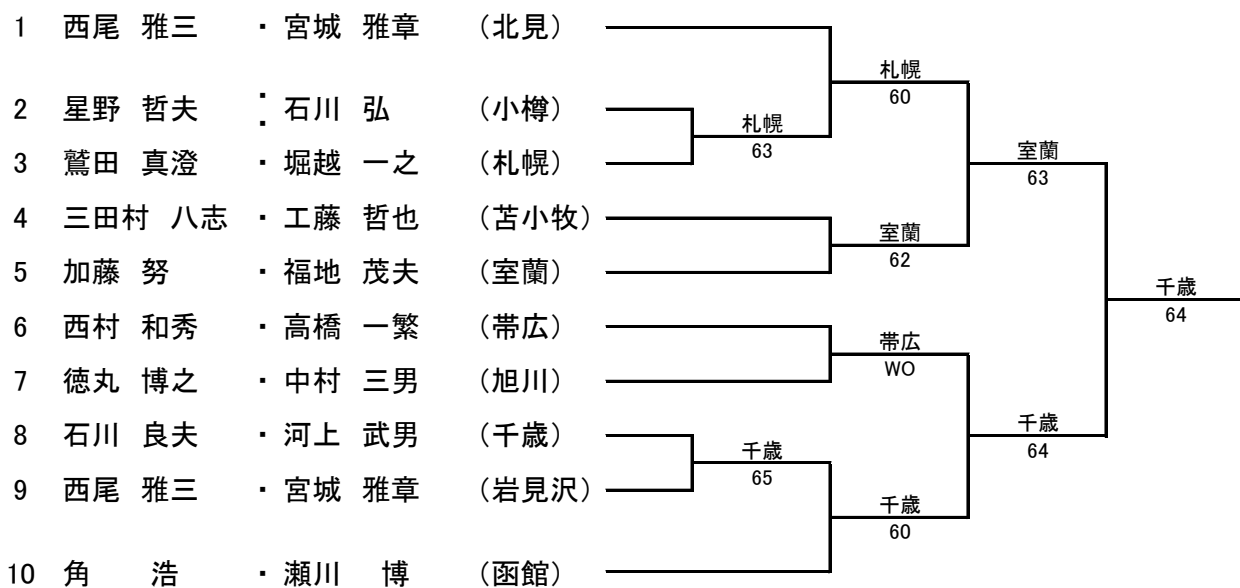 1 西尾 雅三 ・ 宮城 雅章 （北見）
札幌
60
2 星野 哲夫 ： 石川 弘 （小樽）
札幌
63
3 鷲田 真澄 ・ 堀越 一之 （札幌）
室蘭
63
4 三田村 八志 ・ 工藤 哲也 （苫小牧）
室蘭
62
5 加藤 努 ・ 福地 茂夫 （室蘭）
千歳
64
6 西村 和秀 ・ 高橋 一繁 （帯広）
帯広
WO
7 徳丸 博之 ・ 中村 三男 （旭川）
8 石川 良夫 ・ 河上 武男 （千歳）
千歳
64
千歳
65
9 西尾 雅三 ・ 宮城 雅章 （岩見沢）
千歳
60
10 角 浩 ・ 瀬川 博 （函館）